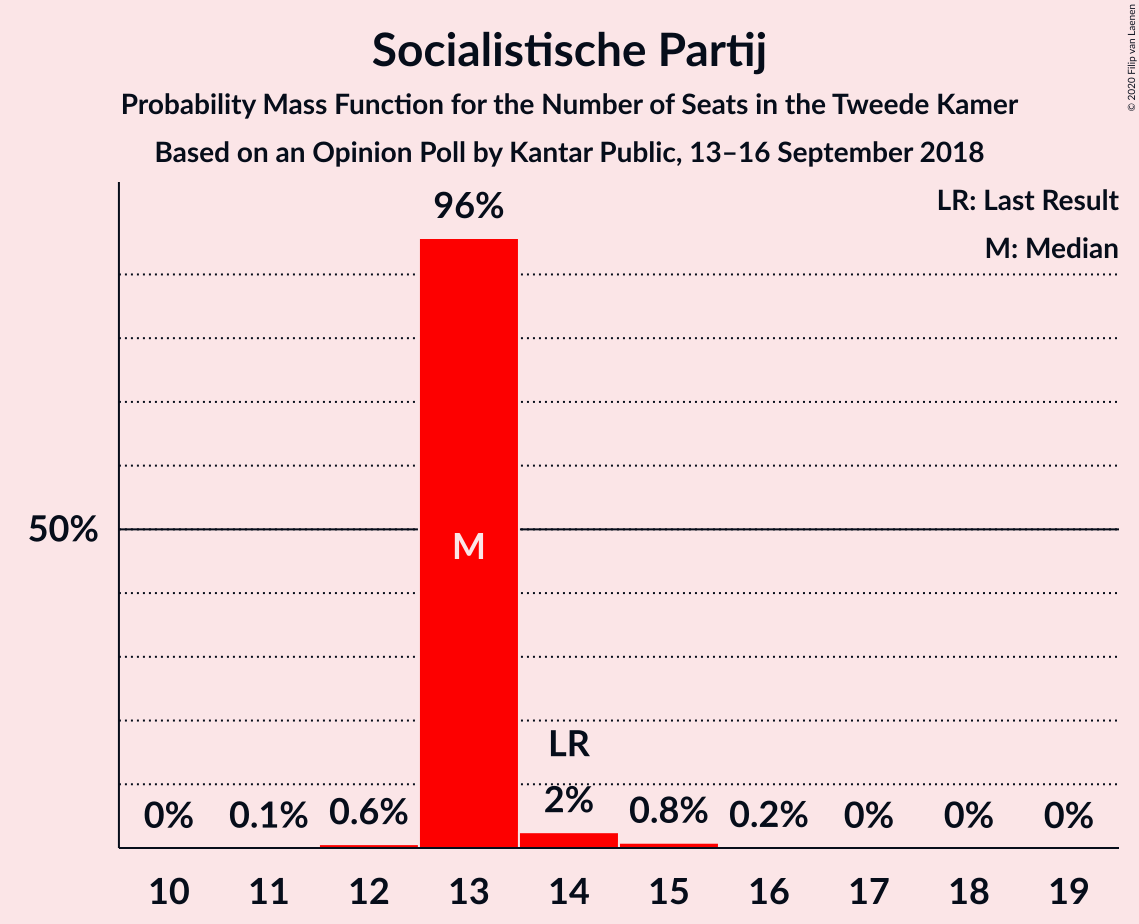 Socialistische Partij
Probability Mass Function for the Number of Seats in the Tweede Kamer
Based on an Opinion Poll by Kantar Public, 13–16 September 2018
© 2020 Filip van Laenen
LR: Last Result
M: Median
96%
50%
M
LR
0%
0.1%
0.6%
2%
0.8%
0.2%
0%
0%
0%
10 11 12 13 14 15 16 17 18 19